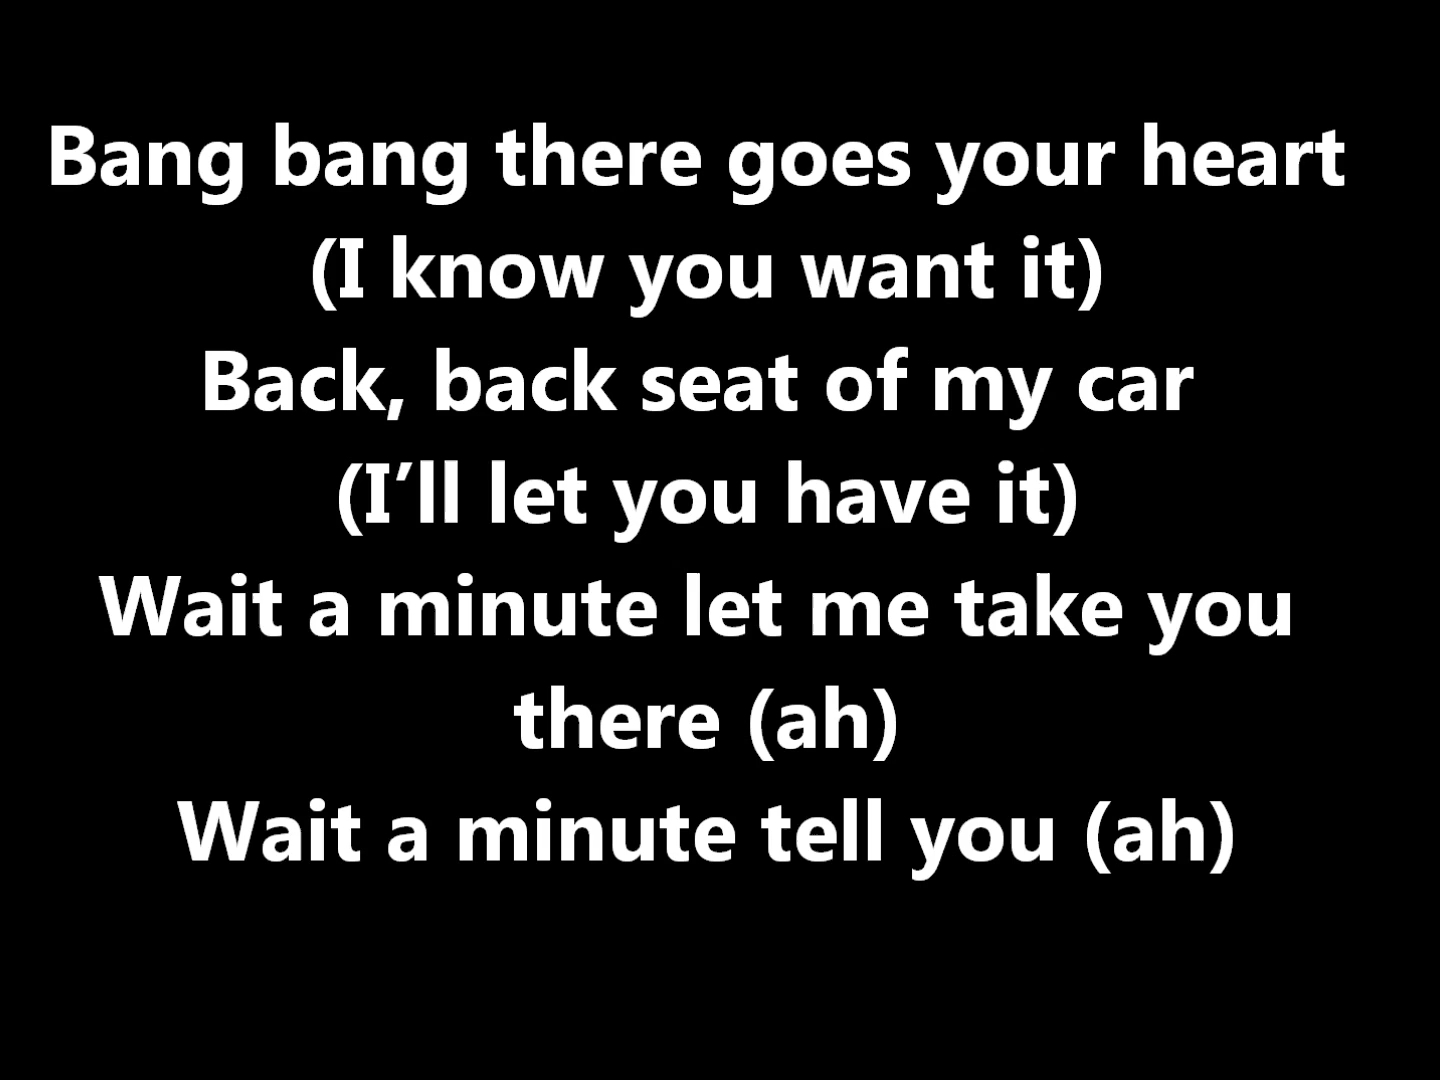 Bang bang there goes your heart
(I know you want it)
Back, back seat of my car
(I’ll let you have it)
Wait a minute let me take you
there (ah)
Wait a minute tell you (ah)